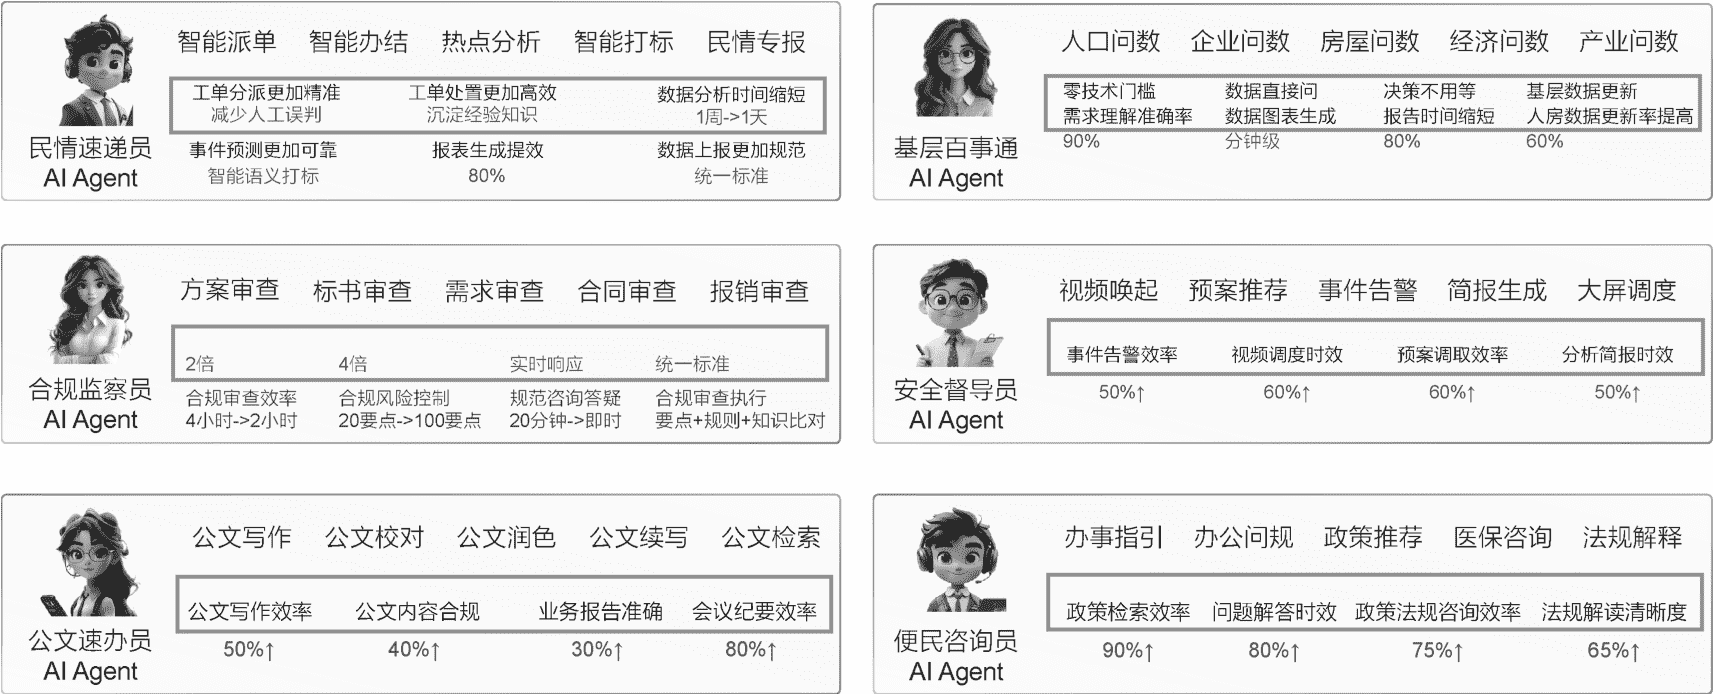 智能派单 智能办结 热点分析 智能打标 民情专报
工单分派更加精准 工单处置更加高效 数据分析时间缩短
减少人工误判 沉淀经验知识 1周->1天
事件预测更加可靠 报表生成提效 数据上报更加规范
智能语义打标 80% 统一标准
民情速递员
AI Agent
人口问数 企业问数 房屋问数 经济问数 产业问数
零技术门槛 数据直接问 决策不用等 基层数据更新
需求理解准确率 数据图表生成 报告时间缩短 人房数据更新率提高
90% 分钟级 80% 60%
基层百事通
AI Agent
方案审查 标书审查 需求审查 合同审查 报销审查
2倍 4倍 实时响应 统一标准
合规审查效率 合规风险控制 规范咨询答疑 合规审查执行
4小时->2小时 20要点->100要点 20分钟->即时 要点+规则+知识比对
合规监察员
AI Agent
视频唤起 预案推荐 事件告警 简报生成 大屏调度
事件告警效率 视频调度时效 预案调取效率 分析简报时效
50%↑ 60%↑ 60%↑ 50%↑
安全督导员
AI Agent
公文写作 公文校对 公文润色 公文续写 公文检索
公文写作效率 公文内容合规 业务报告准确 会议纪要效率
50%↑ 40%↑ 30%↑ 80%↑
公文速办员
AI Agent
办事指引 办公问规 政策推荐 医保咨询 法规解释
政策检索效率 问题解答时效 政策法规咨询效率 法规解读清晰度
90%↑ 80%↑ 75%↑ 65%↑
便民咨询员
AI Agent